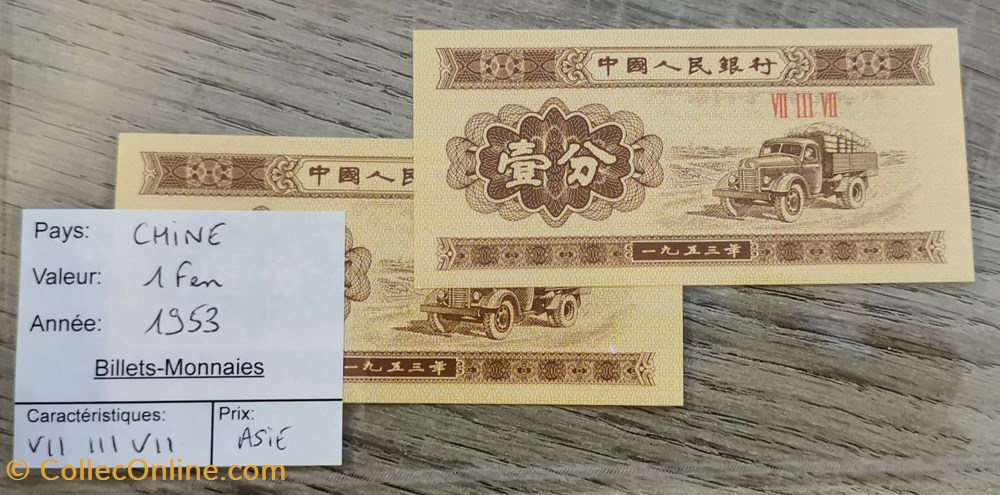 中國人民銀行
VII III VII
壹分
一九五三年
中國人民
一九五三年
Pays: CHINE
Valeur: 1 Fen
Année: 1953
Billets-Monnaies
Caractéristiques:
VII III VII
Prix:
ASIE
© CollecOnline.com